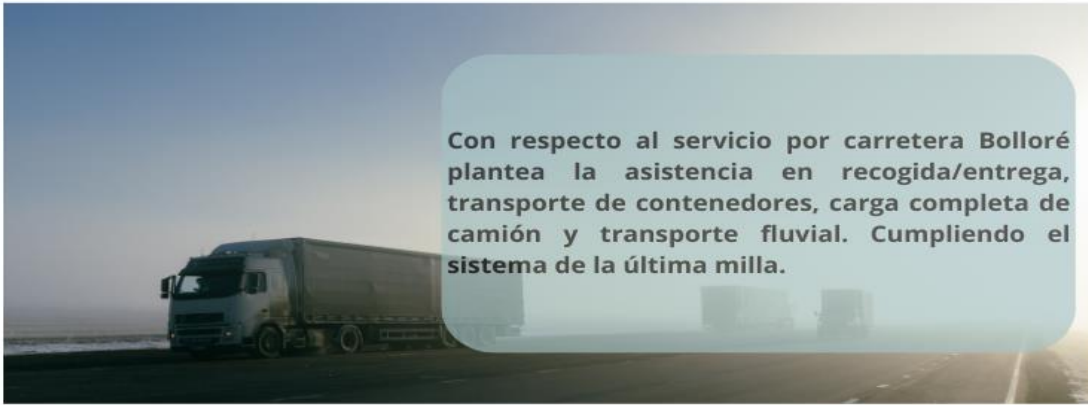 Con respecto al servicio por carretera Bolloré
plantea la asistencia en recogida/entrega,
transporte de contenedores, carga completa de
camión y transporte fluvial. Cumpliendo el
sistema de la última milla.